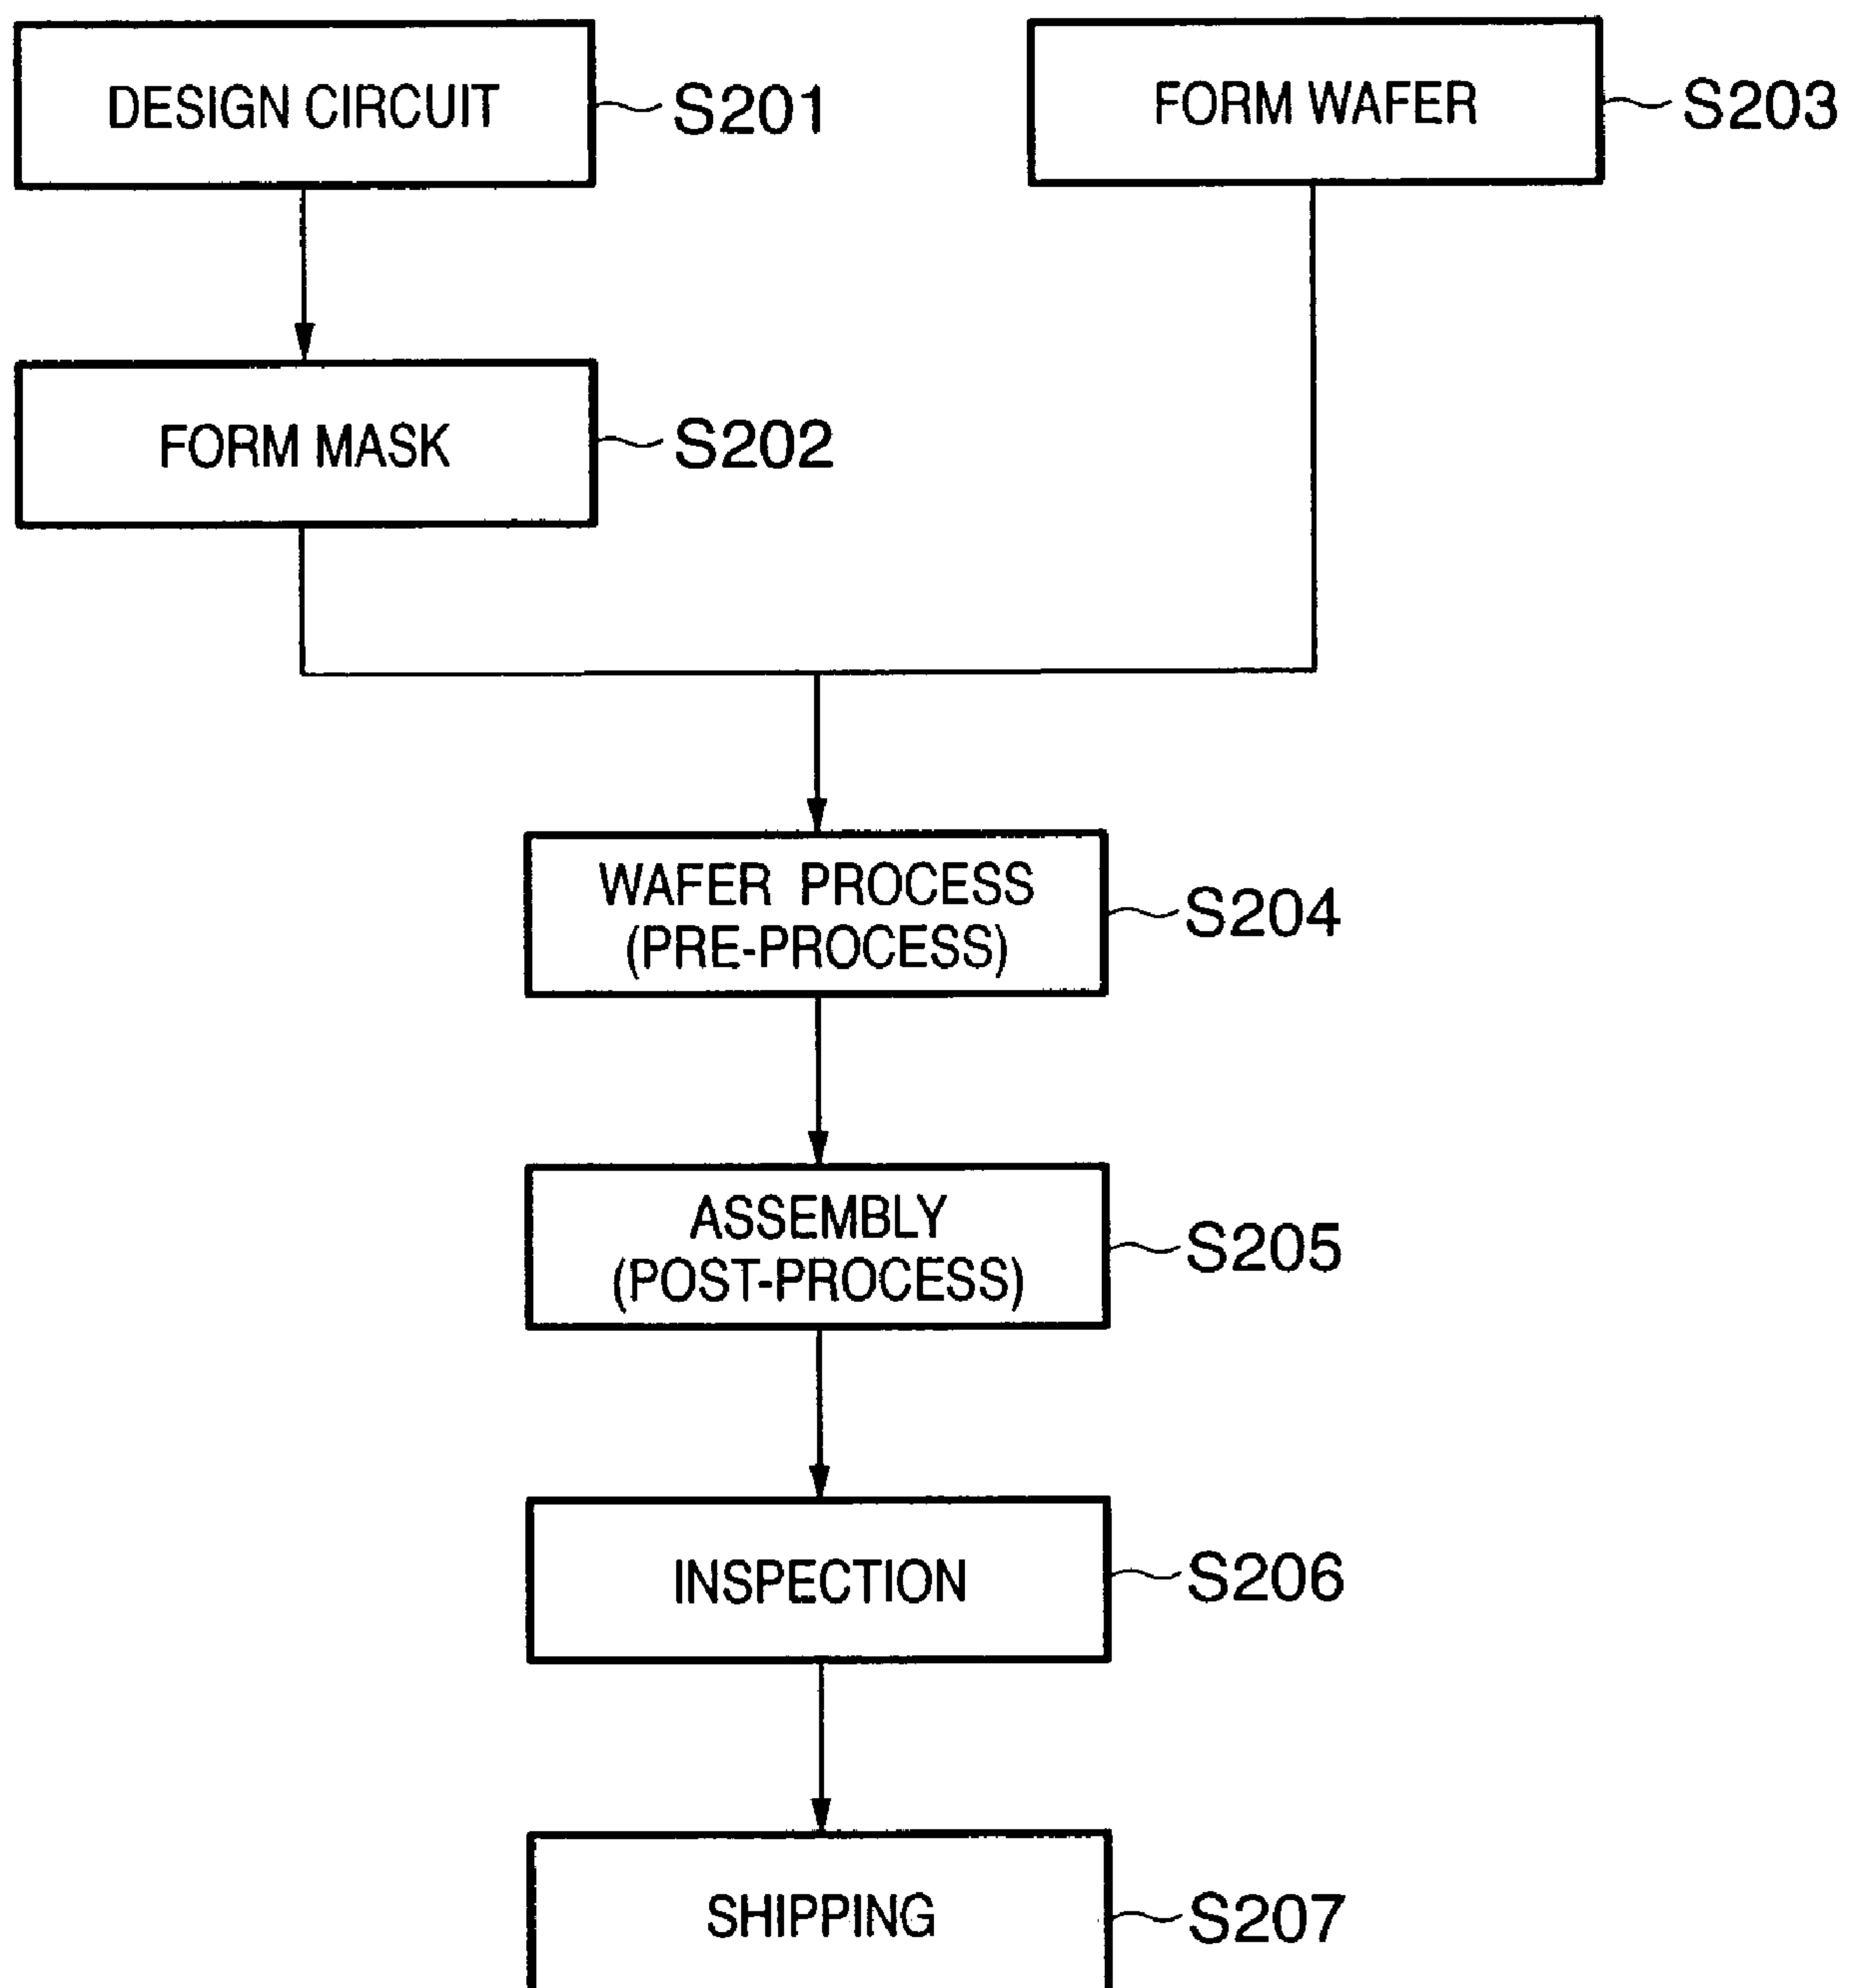 DESIGN CIRCUIT
S201
FORM WAFER
S203
FORM MASK
S202
WAFER PROCESS
(PRE-PROCESS)
S204
ASSEMBLY
(POST-PROCESS)
S205
INSPECTION
S206
SHIPPING
S207